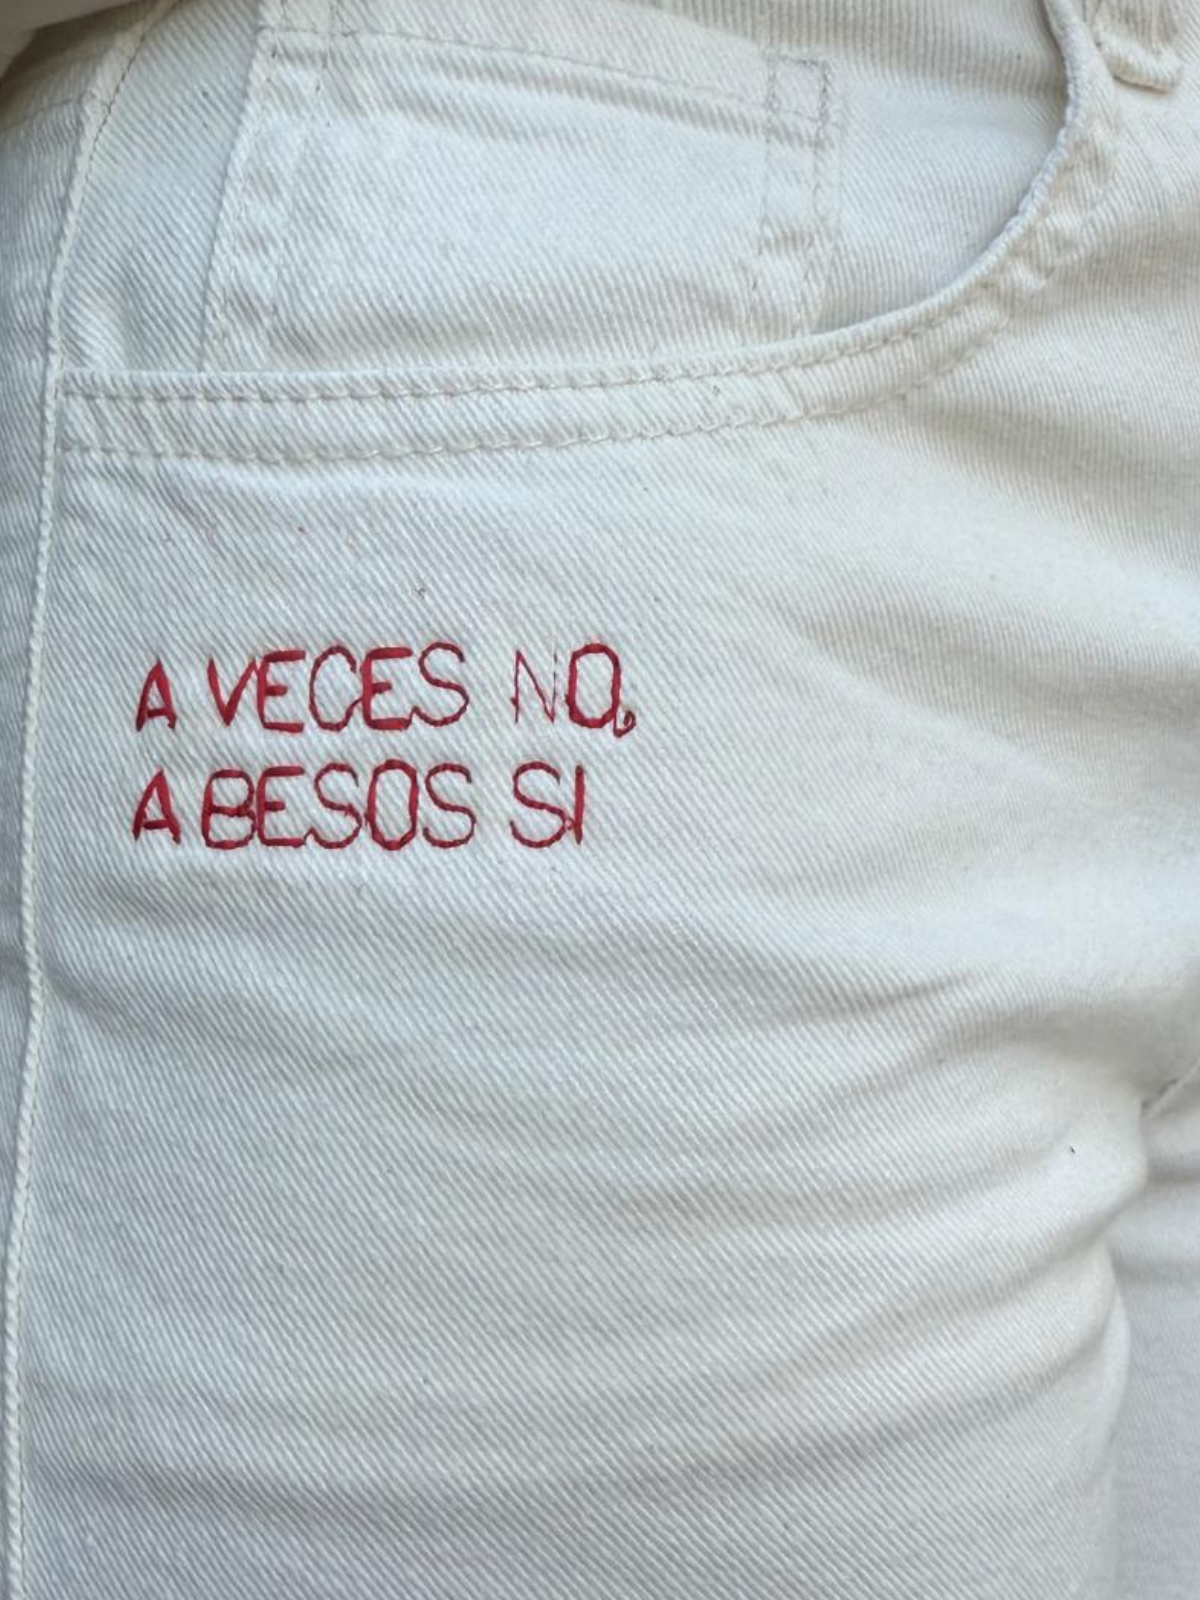 A VECES NO,
A BESOS SI